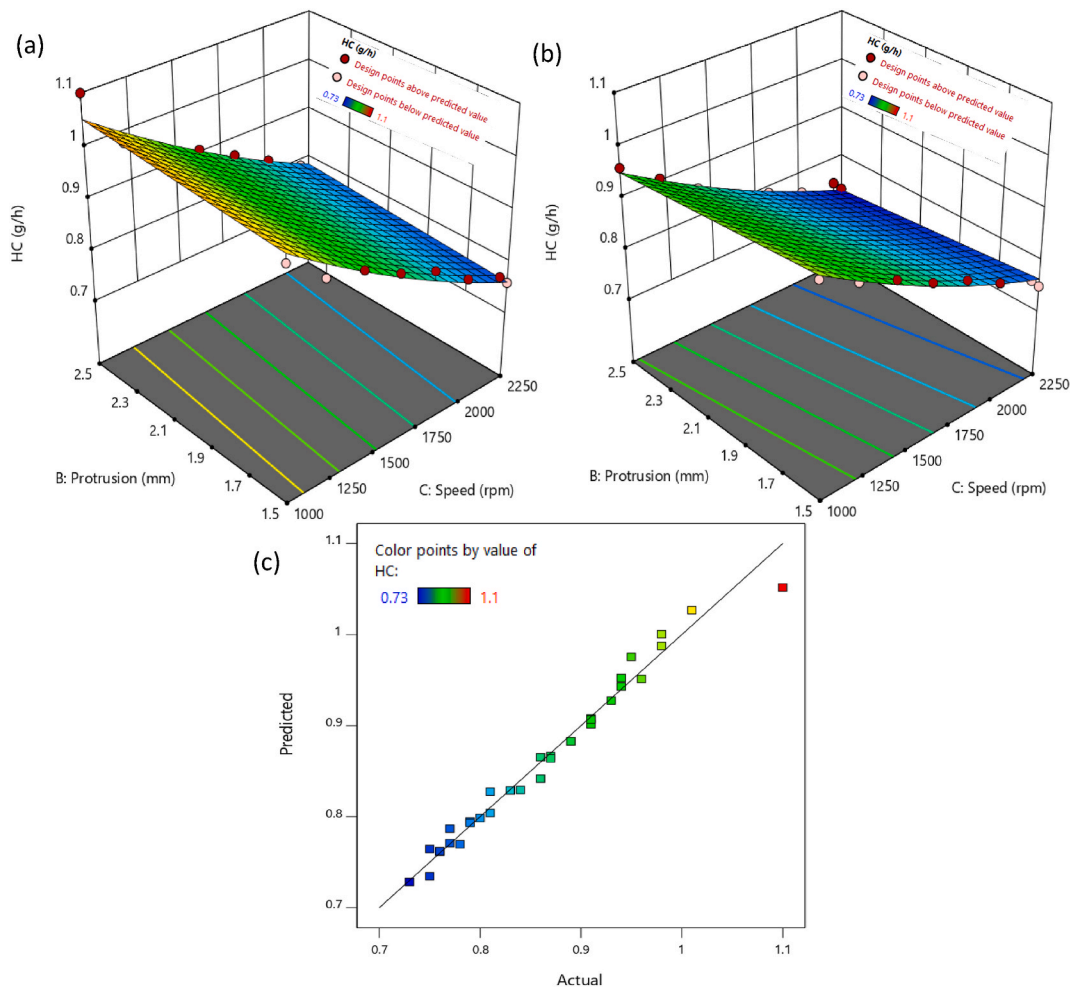 (a)
HC (g/h)
Design points above predicted value
Design points below predicted value
0.73
1.1
1.1
1
0.9
0.8
0.7
HC (g/h)
2.5
2.3
2.1
1.9
1.7
1.5
B: Protrusion (mm)
1000
1250
1500
1750
2000
2250
C: Speed (rpm)
(b)
HC (g/h)
Design points above predicted value
Design points below predicted value
0.73
1.1
1.1
1
0.9
0.8
0.7
HC (g/h)
2.5
2.3
2.1
1.9
1.7
1.5
B: Protrusion (mm)
1000
1250
1500
1750
2000
2250
C: Speed (rpm)
(c)
Color points by value of
HC:
0.73
1.1
1.1
1
0.9
0.8
0.7
Predicted
0.7
0.8
0.9
1
1.1
Actual